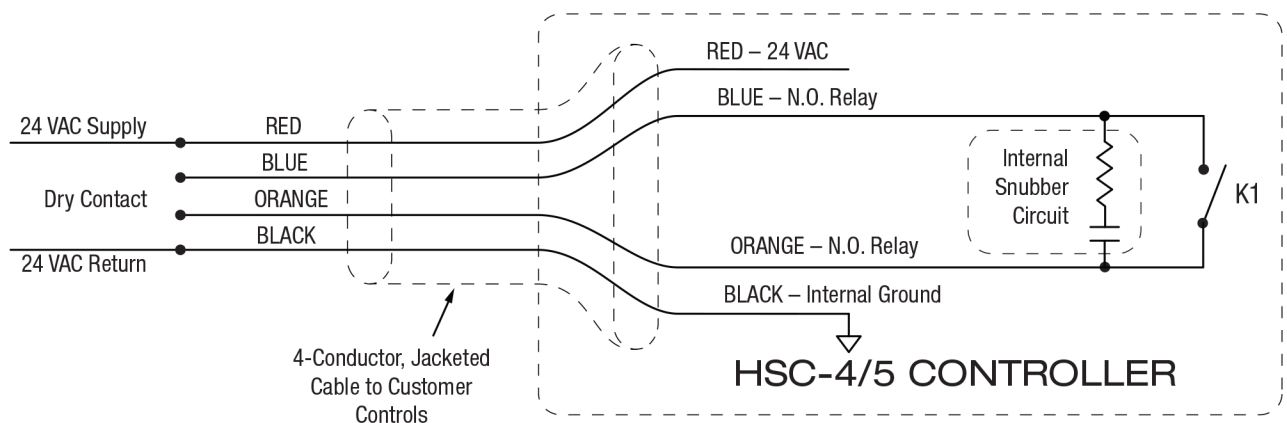 RED – 24 VAC
BLUE – N.O. Relay
24 VAC Supply
RED
BLUE
Dry Contact
ORANGE
BLACK
24 VAC Return
Internal
Snubber
Circuit
K1
ORANGE – N.O. Relay
BLACK – Internal Ground
4-Conductor, Jacketed
Cable to Customer
Controls
HSC-4/5 CONTROLLER